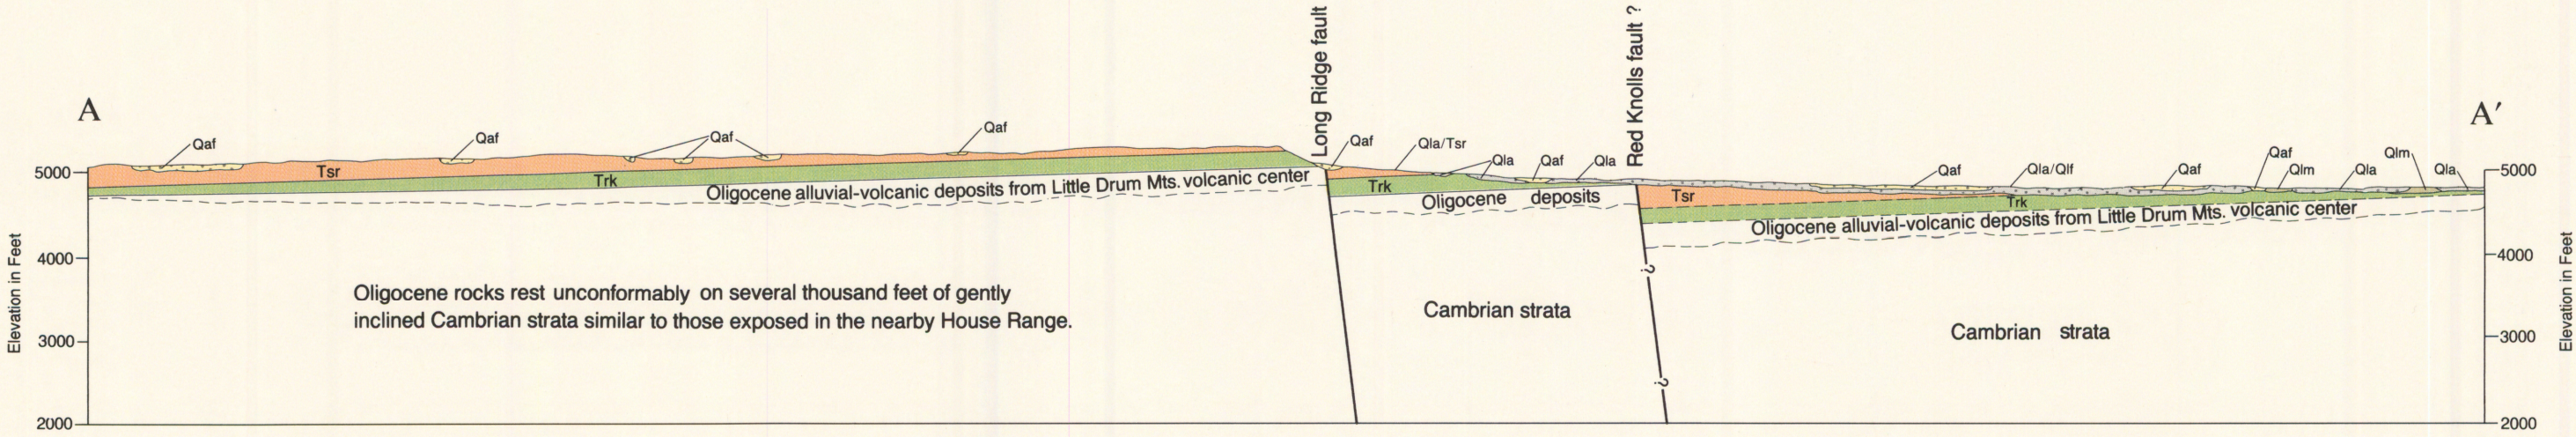 Long Ridge fault
Red Knolls fault ?
A
A′
Qaf
Qaf
Qaf
Qaf
Qaf
Qla/Tsr
Qla
Qaf
Qla
Qaf
Qla/Qlf
Qaf
Qaf
Qlm
Qla
Qlm
Qla
5000
5000
Tsr
Trk
Oligocene alluvial-volcanic deposits from Little Drum Mts. volcanic center
Trk
Oligocene deposits
Tsr
Trk
Oligocene alluvial-volcanic deposits from Little Drum Mts. volcanic center
4000
4000
?
Oligocene rocks rest unconformably on several thousand feet of gently
inclined Cambrian strata similar to those exposed in the nearby House Range.
Cambrian strata
Cambrian strata
3000
3000
?
2000
2000
Elevation in Feet
Elevation in Feet